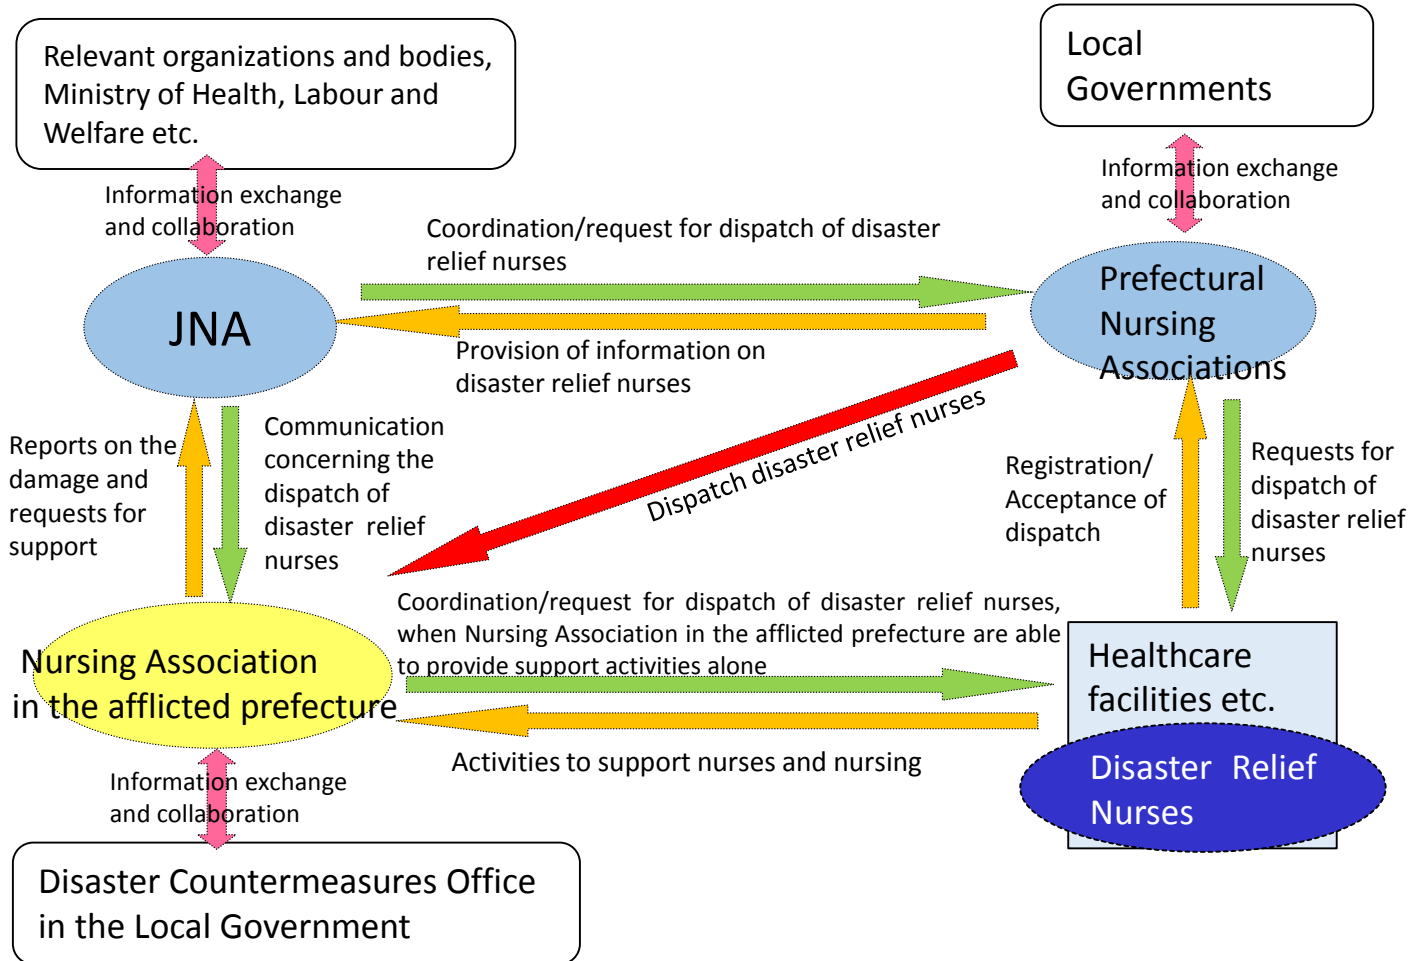 Relevant organizations and bodies,
Ministry of Health, Labour and
Welfare etc.
Local
Governments
Information exchange
and collaboration
Information exchange
and collaboration
Coordination/request for dispatch of disaster
relief nurses
JNA
Prefectural
Nursing
Associations
Provision of information on
disaster relief nurses
Dispatch disaster relief nurses
Reports on the
damage and
requests for
support
Communication
concerning the
dispatch of
disaster relief
nurses
Registration/
Acceptance of
dispatch
Requests for
dispatch of
disaster relief
nurses
Coordination/request for dispatch of disaster relief nurses,
when Nursing Association in the afflicted prefecture are able
to provide support activities alone
Nursing Association
in the afflicted prefecture
Healthcare
facilities etc.
Activities to support nurses and nursing
Disaster Relief
Nurses
Information exchange
and collaboration
Disaster Countermeasures Office
in the Local Government